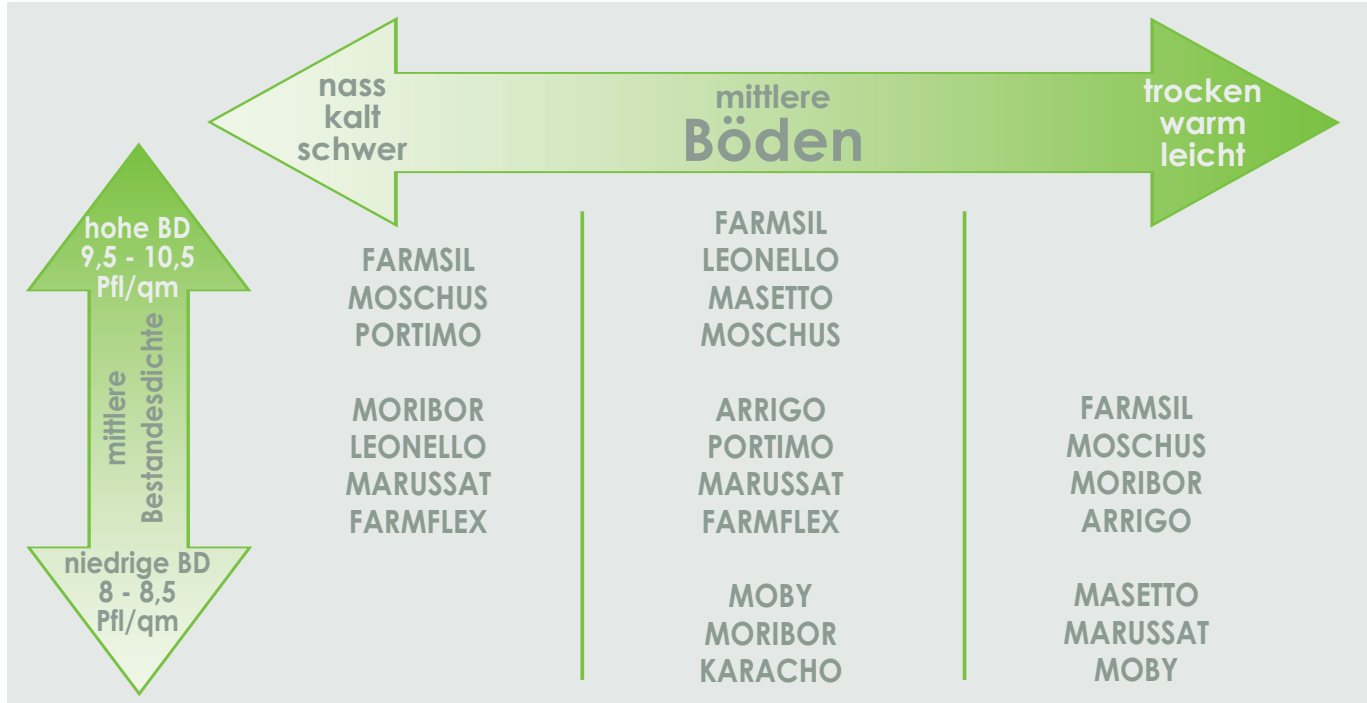 nass
kalt
schwer
mittlere
Böden
trocken
warm
leicht
hohe BD
9,5 - 10,5
Pfl/qm
mittlere
Bestandesdichte
niedrige BD
8 - 8,5
Pfl/qm
FARMSIL
MOSCHUS
PORTIMO
MORIBOR
LEONELLO
MARUSSAT
FARMFLEX
FARMSIL
LEONELLO
MASETTO
MOSCHUS
ARRIGO
PORTIMO
MARUSSAT
FARMFLEX
MOBY
MORIBOR
KARACHO
FARMSIL
MOSCHUS
MORIBOR
ARRIGO
MASETTO
MARUSSAT
MOBY